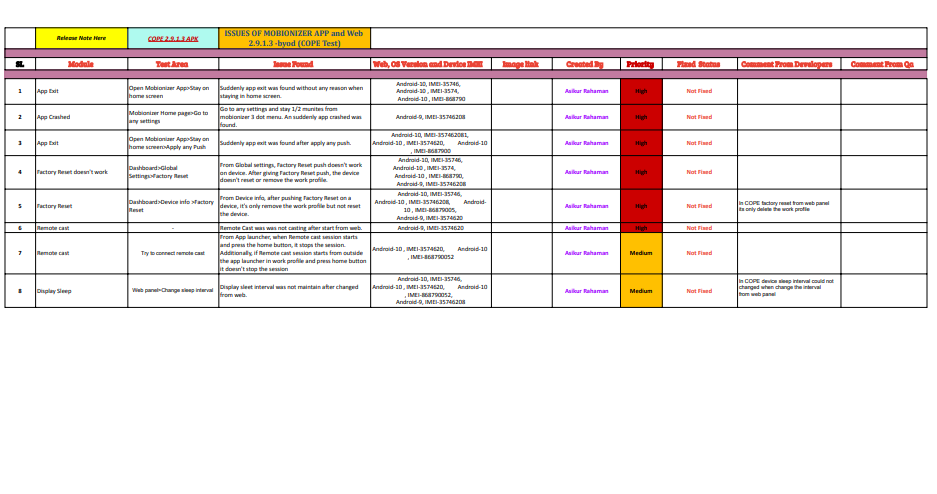 Release Note Here
COPE 2.9.1.3 APK
ISSUES OF MOBIONIZER APP and Web
2.9.1.3 -byod (COPE Test)
SL Module Test Area Issue Found Web, OS Version and Device IMEI Image link Created By Priority Fixed Status Comment From Developers Comment From Qa
1 App Exit
Open Mobionizer App>Stay on
home screen
Suddenly app exit was found without any reason when
staying in home screen.
Android-10, IMEI-35746,
Android-10 , IMEI-3574,
Android-10 , IMEI-868790
Asikur Rahaman High Not Fixed
2 App Crashed
Mobionizer Home page>Go to
any settings
Go to any settings and stay 1/2 munites from
mobionizer 3 dot menu. An suddenly app crashed was
found.
Android-9, IMEI-35746208
Asikur Rahaman High Not Fixed
3 App Exit
Open Mobionizer App>Stay on
home screen>Apply any Push
Suddenly app exit was found after apply any push.
Android-10, IMEI-357462081,
Android-10 , IMEI-3574620, Android-10
, IMEI-8687900
Asikur Rahaman High Not Fixed
4 Factory Reset doesn't work
Dashboard>Global
Settings>Factory Reset
From Global settings, Factory Reset push doesn't work
on device. After giving Factory Reset push, the device
doesn't reset or remove the work profile.
Android-10, IMEI-35746,
Android-10 , IMEI-3574,
Android-10 , IMEI-868790,
Android-9, IMEI-35746208
Asikur Rahaman High Not Fixed
5 Factory Reset
Dashboard>Device info >Factory
Reset
From Device info, after pushing Factory Reset on a
device, it's only remove the work profile but not reset
the device.
Android-10, IMEI-35746,
Android-10 , IMEI-35746208, Android-
10 , IMEI-86879005,
Android-9, IMEI-3574620
Asikur Rahaman High Not Fixed
In COPE factory reset from web panel
its only delete the work profile
6 Remote cast - Remote Cast was was not casting after start from web. Android-9, IMEI-3574620 Asikur Rahaman High Not Fixed
7 Remote cast
Try to connect remote cast
From App launcher, when Remote cast session starts
and press the home button, it stops the session.
Additionally, if Remote cast session starts from outside
the app launcher in work profile and press home button
it doesn't stop the session
Android-10 , IMEI-3574620, Android-10
, IMEI-868790052
Asikur Rahaman Medium Not Fixed
8 Display Sleep
Web panel>Change sleep interval
Display sleet interval was not maintain after changed
from web.
Android-10, IMEI-35746,
Android-10 , IMEI-3574620, Android-10
, IMEI-868790052,
Android-9, IMEI-35746208
Asikur Rahaman Medium Not Fixed
In COPE device sleep interval could not
changed when change the interval
from web panel